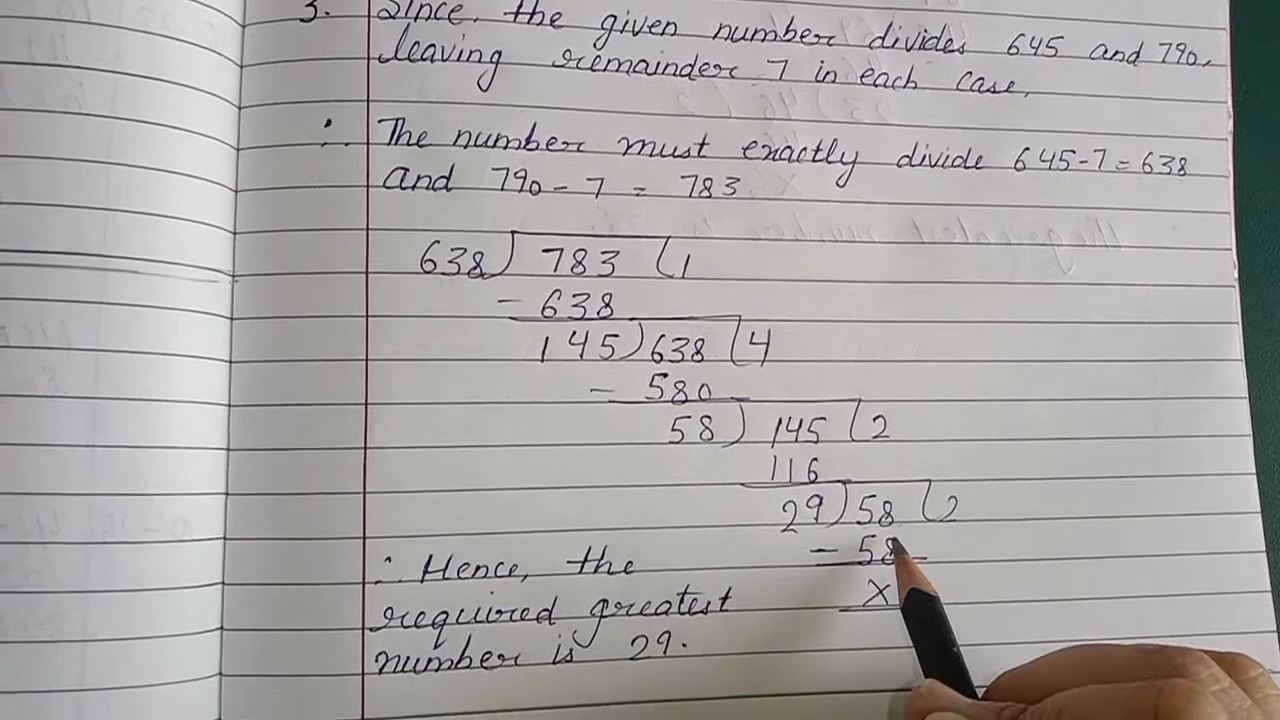 3. Since, the given number divides 645 and 790,
leaving remainder 7 in each case,
∴ The number must exactly divide 645-7=638
and 790-7 = 783.
638) 783 (1
- 638
145) 638 (4
- 580
58) 145 (2
116
29) 58 (2
- 58
×
∴ Hence, the
required greatest
number is 29.